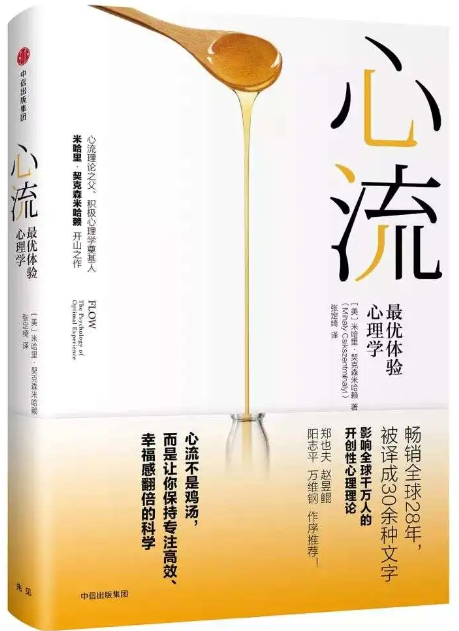 中信出版集团
心流
最优体验
心理学
[美] 米哈里·契克森米哈赖 著
张定绮 译
心流
最优体验
心理学
[美] 米哈里·契克森米哈赖 著
(Mihaly Csikszentmihalyi)
张定绮 译
心流理论之父、积极心理学奠基人
米哈里·契克森米哈赖 开山之作
FLOW
The Psychology of
Optimal Experience
畅销全球28年，
被译成30余种文字
影响全球千万人的
开创性心理理论
郑也夫 赵昱鲲
阳志平 万维钢 作序推荐！
心流不是鸡汤，
而是让你保持专注高效、
幸福感翻倍的科学
中信出版集团